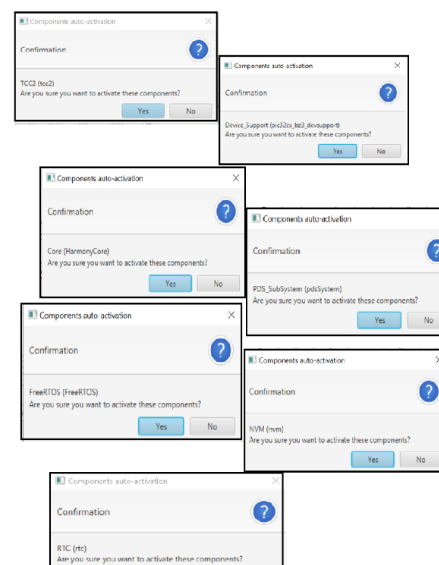 Components auto-activation
Confirmation
TCC2 (tcc2)
Are you sure you want to activate these components?
Yes No
Components auto-activation
Confirmation
Device_Support (pic32cx_bz3_devsupport)
Are you sure you want to activate these components?
Yes No
Components auto-activation
Confirmation
Core (HarmonyCore)
Are you sure you want to activate these components?
Yes No
Components auto-activation
Confirmation
PDS_SubSystem (pdsSystem)
Are you sure you want to activate these components?
Yes No
Components auto-activation
Confirmation
FreeRTOS (FreeRTOS)
Are you sure you want to activate these components?
Yes No
Components auto-activation
Confirmation
NVM (nvm)
Are you sure you want to activate these components?
Yes No
Components auto-activation
Confirmation
RTC (rtc)
Are you sure you want to activate these components?